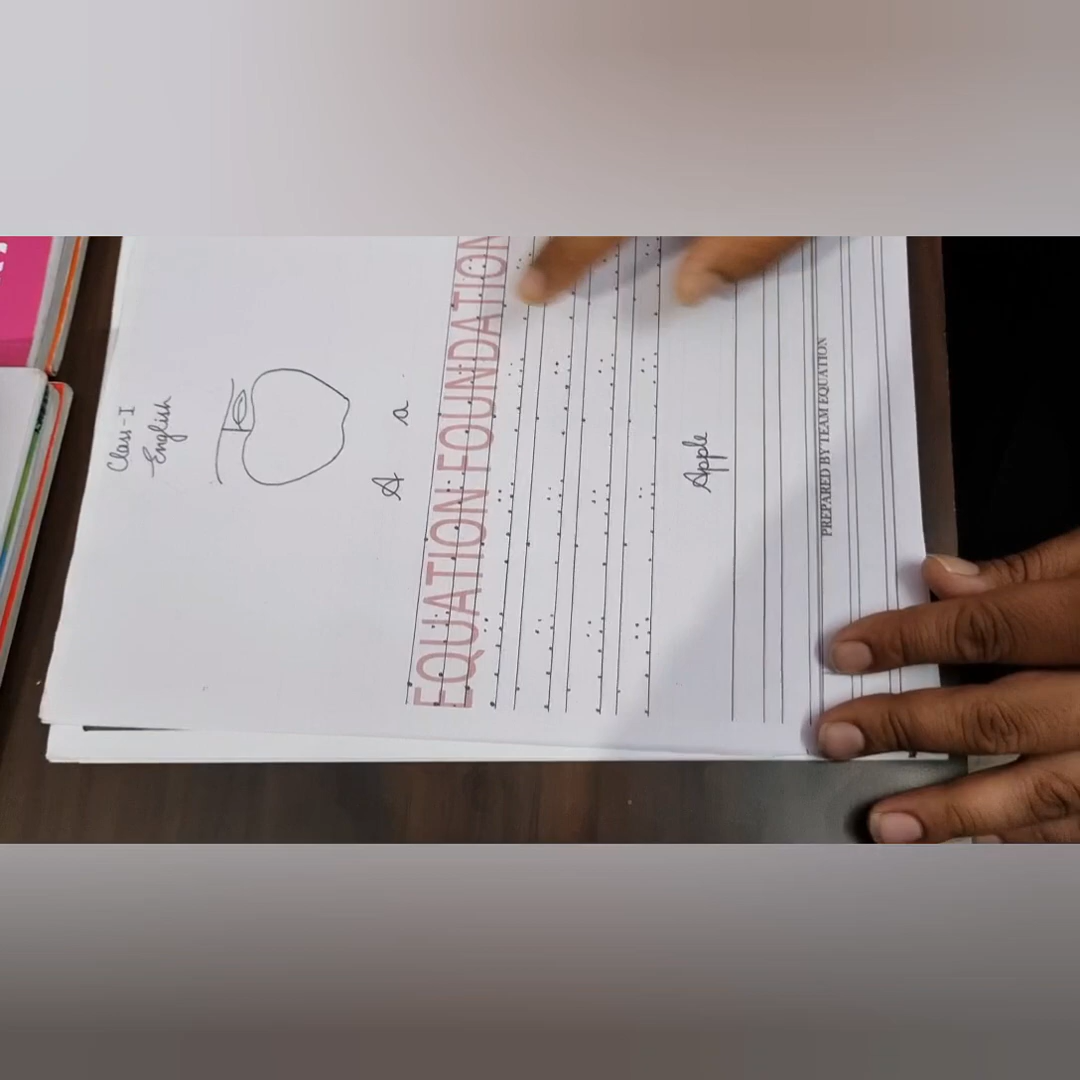 Class-I
English
A a
EQUATION FOUNDATION
Apple
PREPARED BY TEAM EQUATION